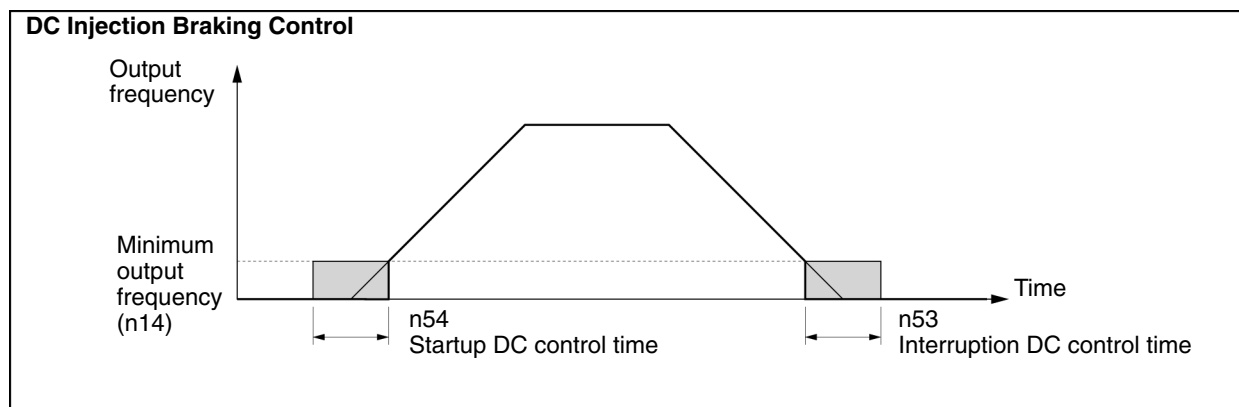 DC Injection Braking Control
Output
frequency
Minimum
output
frequency
(n14)
Time
n54
Startup DC control time
n53
Interruption DC control time